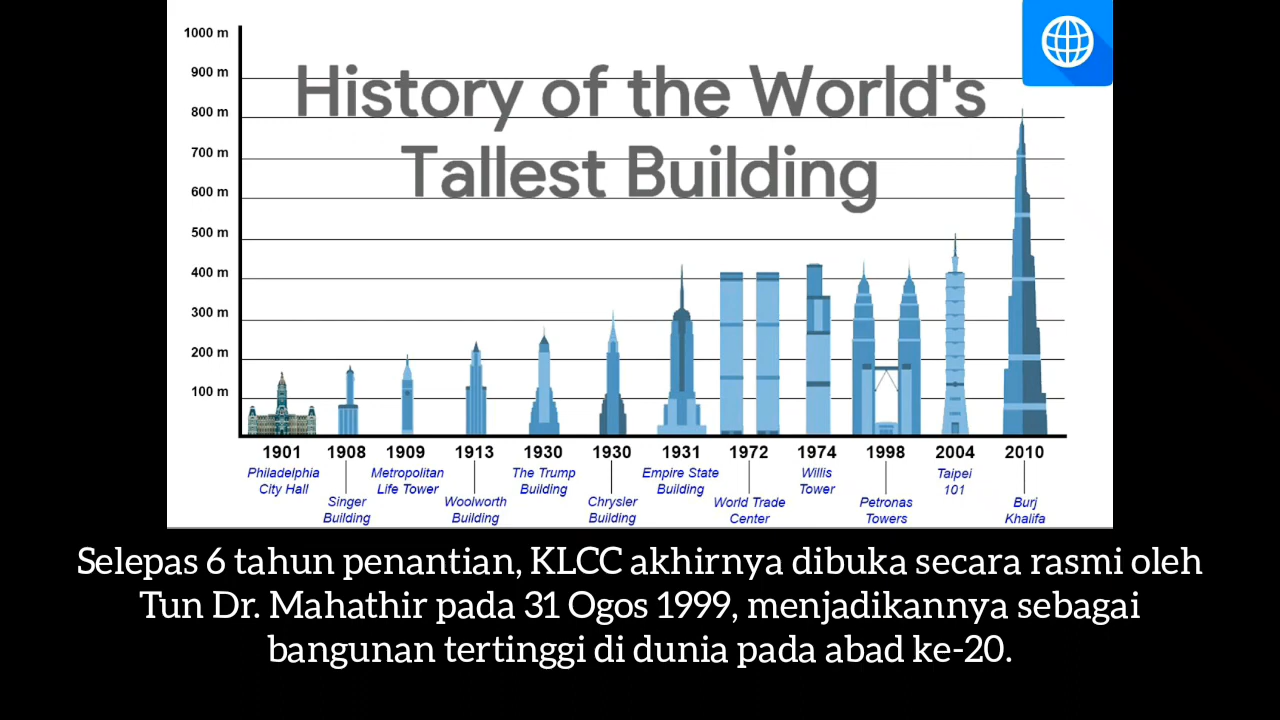 History of the World's
Tallest Building
1000 m
900 m
800 m
700 m
600 m
500 m
400 m
300 m
200 m
100 m
1901
Philadelphia
City Hall
1908
Singer
Building
1909
Metropolitan
Life Tower
1913
Woolworth
Building
1930
The Trump
Building
1930
Chrysler
Building
1931
Empire State
Building
1972
World Trade
Center
1974
Willis
Tower
1998
Petronas
Towers
2004
Taipei
101
2010
Burj
Khalifa
Selepas 6 tahun penantian, KLCC akhirnya dibuka secara rasmi oleh
Tun Dr. Mahathir pada 31 Ogos 1999, menjadikannya sebagai
bangunan tertinggi di dunia pada abad ke-20.